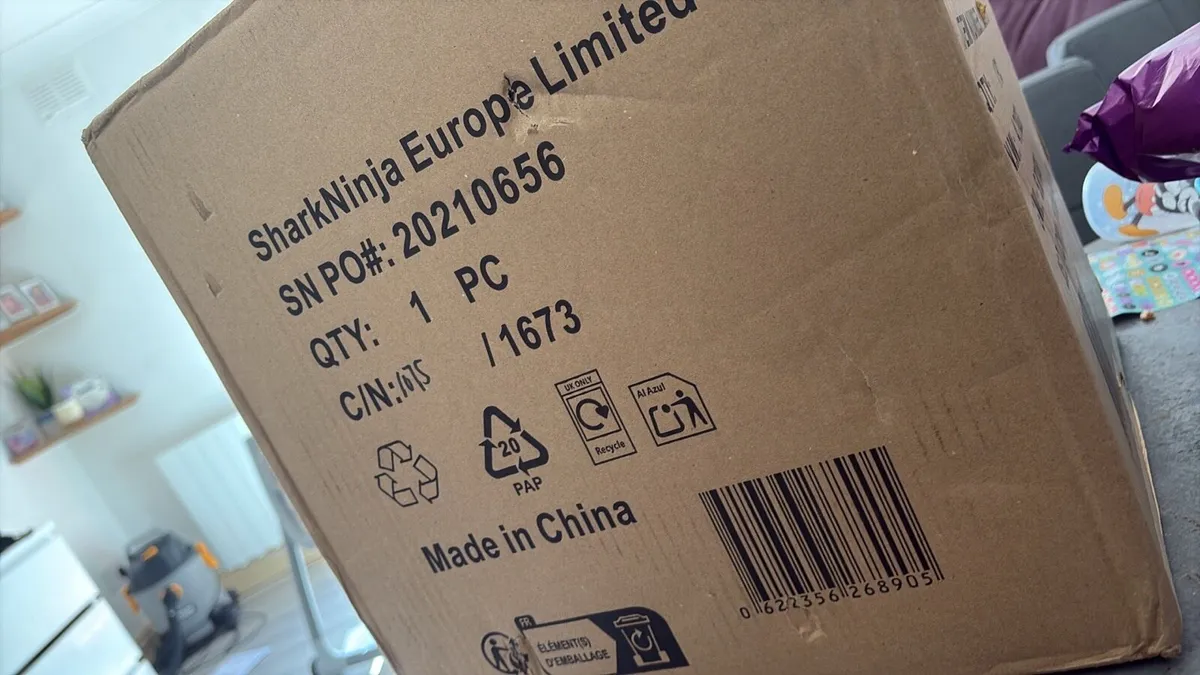 SharkNinja Europe Limited
SN PO#: 20210656
QTY: 1 PC
C/N: 1675 / 1673
20
PAP
UK ONLY
Recycle
Al Azul
Made in China
0 622356 268905
FR
ÉLÉMENT(S)
D'EMBALLAGE